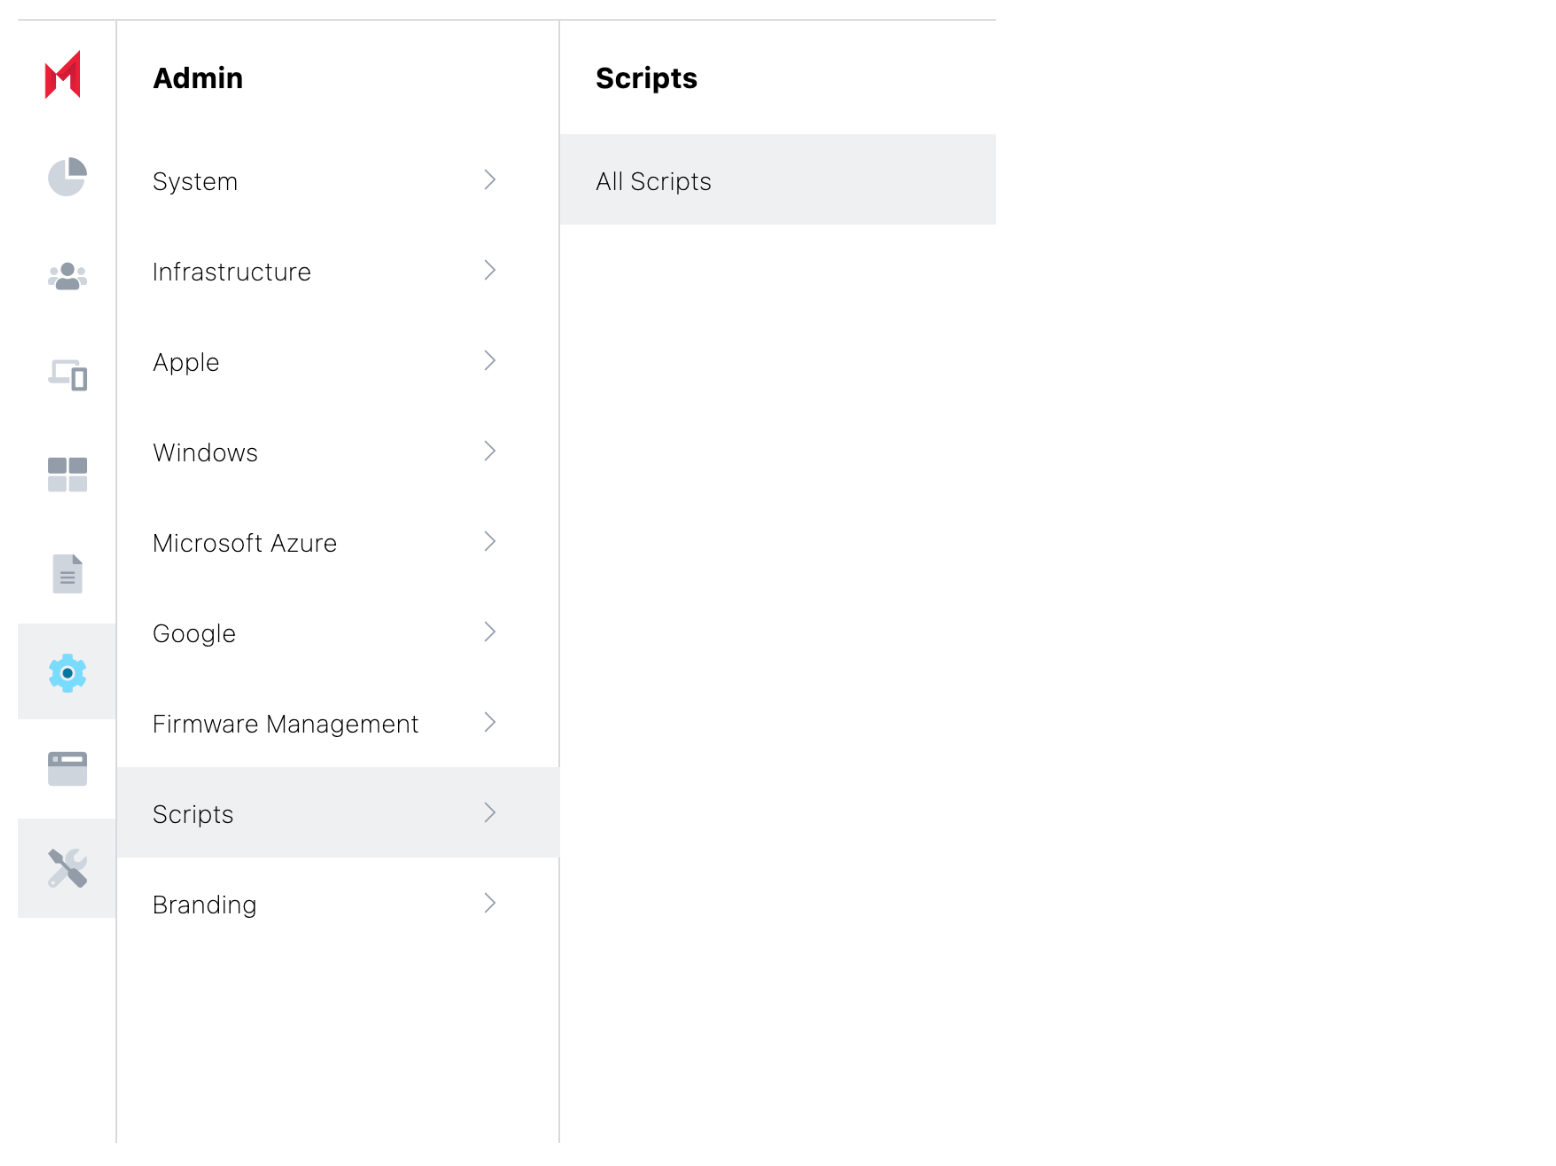 Admin
System
Infrastructure
Apple
Windows
Microsoft Azure
Google
Firmware Management
Scripts
Branding
Scripts
All Scripts